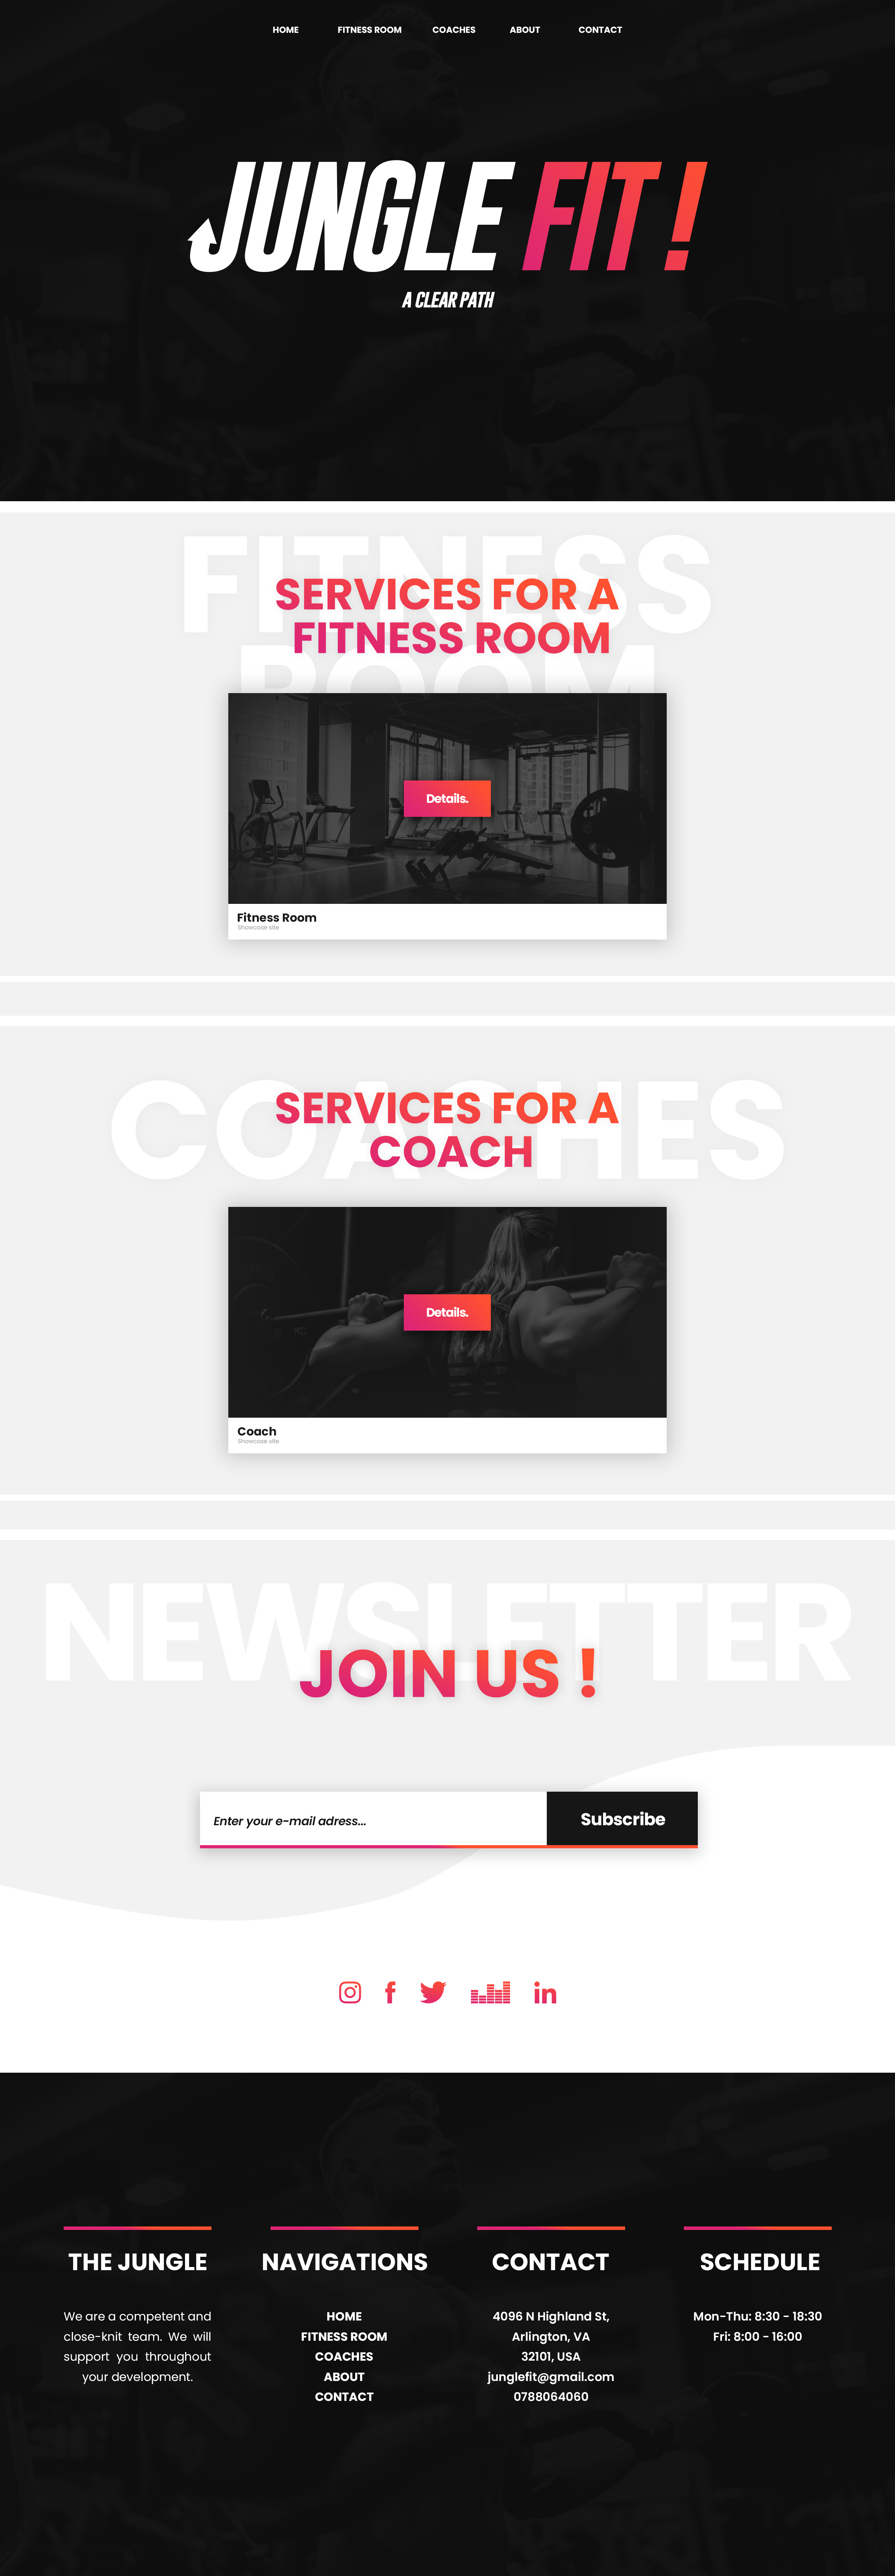 HOME FITNESS ROOM COACHES ABOUT CONTACT
JUNGLE FIT !
A CLEAR PATH
FITNESS
ROOM
SERVICES FOR A
FITNESS ROOM
Details.
Fitness Room
Showcase site
COACHES
SERVICES FOR A
COACH
Details.
Coach
Showcase site
NEWSLETTER
JOIN US !
Enter your e-mail adress...
Subscribe
THE JUNGLE
We are a competent and
close-knit team. We will
support you throughout
your development.
NAVIGATIONS
HOME
FITNESS ROOM
COACHES
ABOUT
CONTACT
CONTACT
4096 N Highland St,
Arlington, VA
32101, USA
junglefit@gmail.com
0788064060
SCHEDULE
Mon-Thu: 8:30 - 18:30
Fri: 8:00 - 16:00